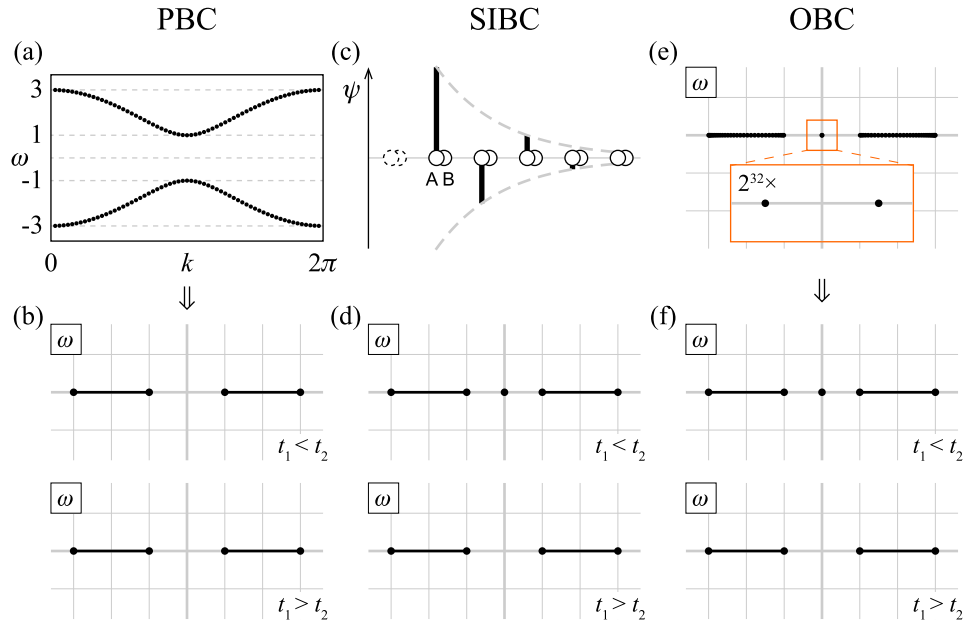 PBC
SIBC
OBC
(a)
3
1
ω
-1
-3
0
k
2π
⇓
(c)
ψ
A B
(e)
ω
2³²×
⇓
(b)
ω
t₁ < t₂
ω
t₁ > t₂
(d)
ω
t₁ < t₂
ω
t₁ > t₂
(f)
ω
t₁ < t₂
ω
t₁ > t₂